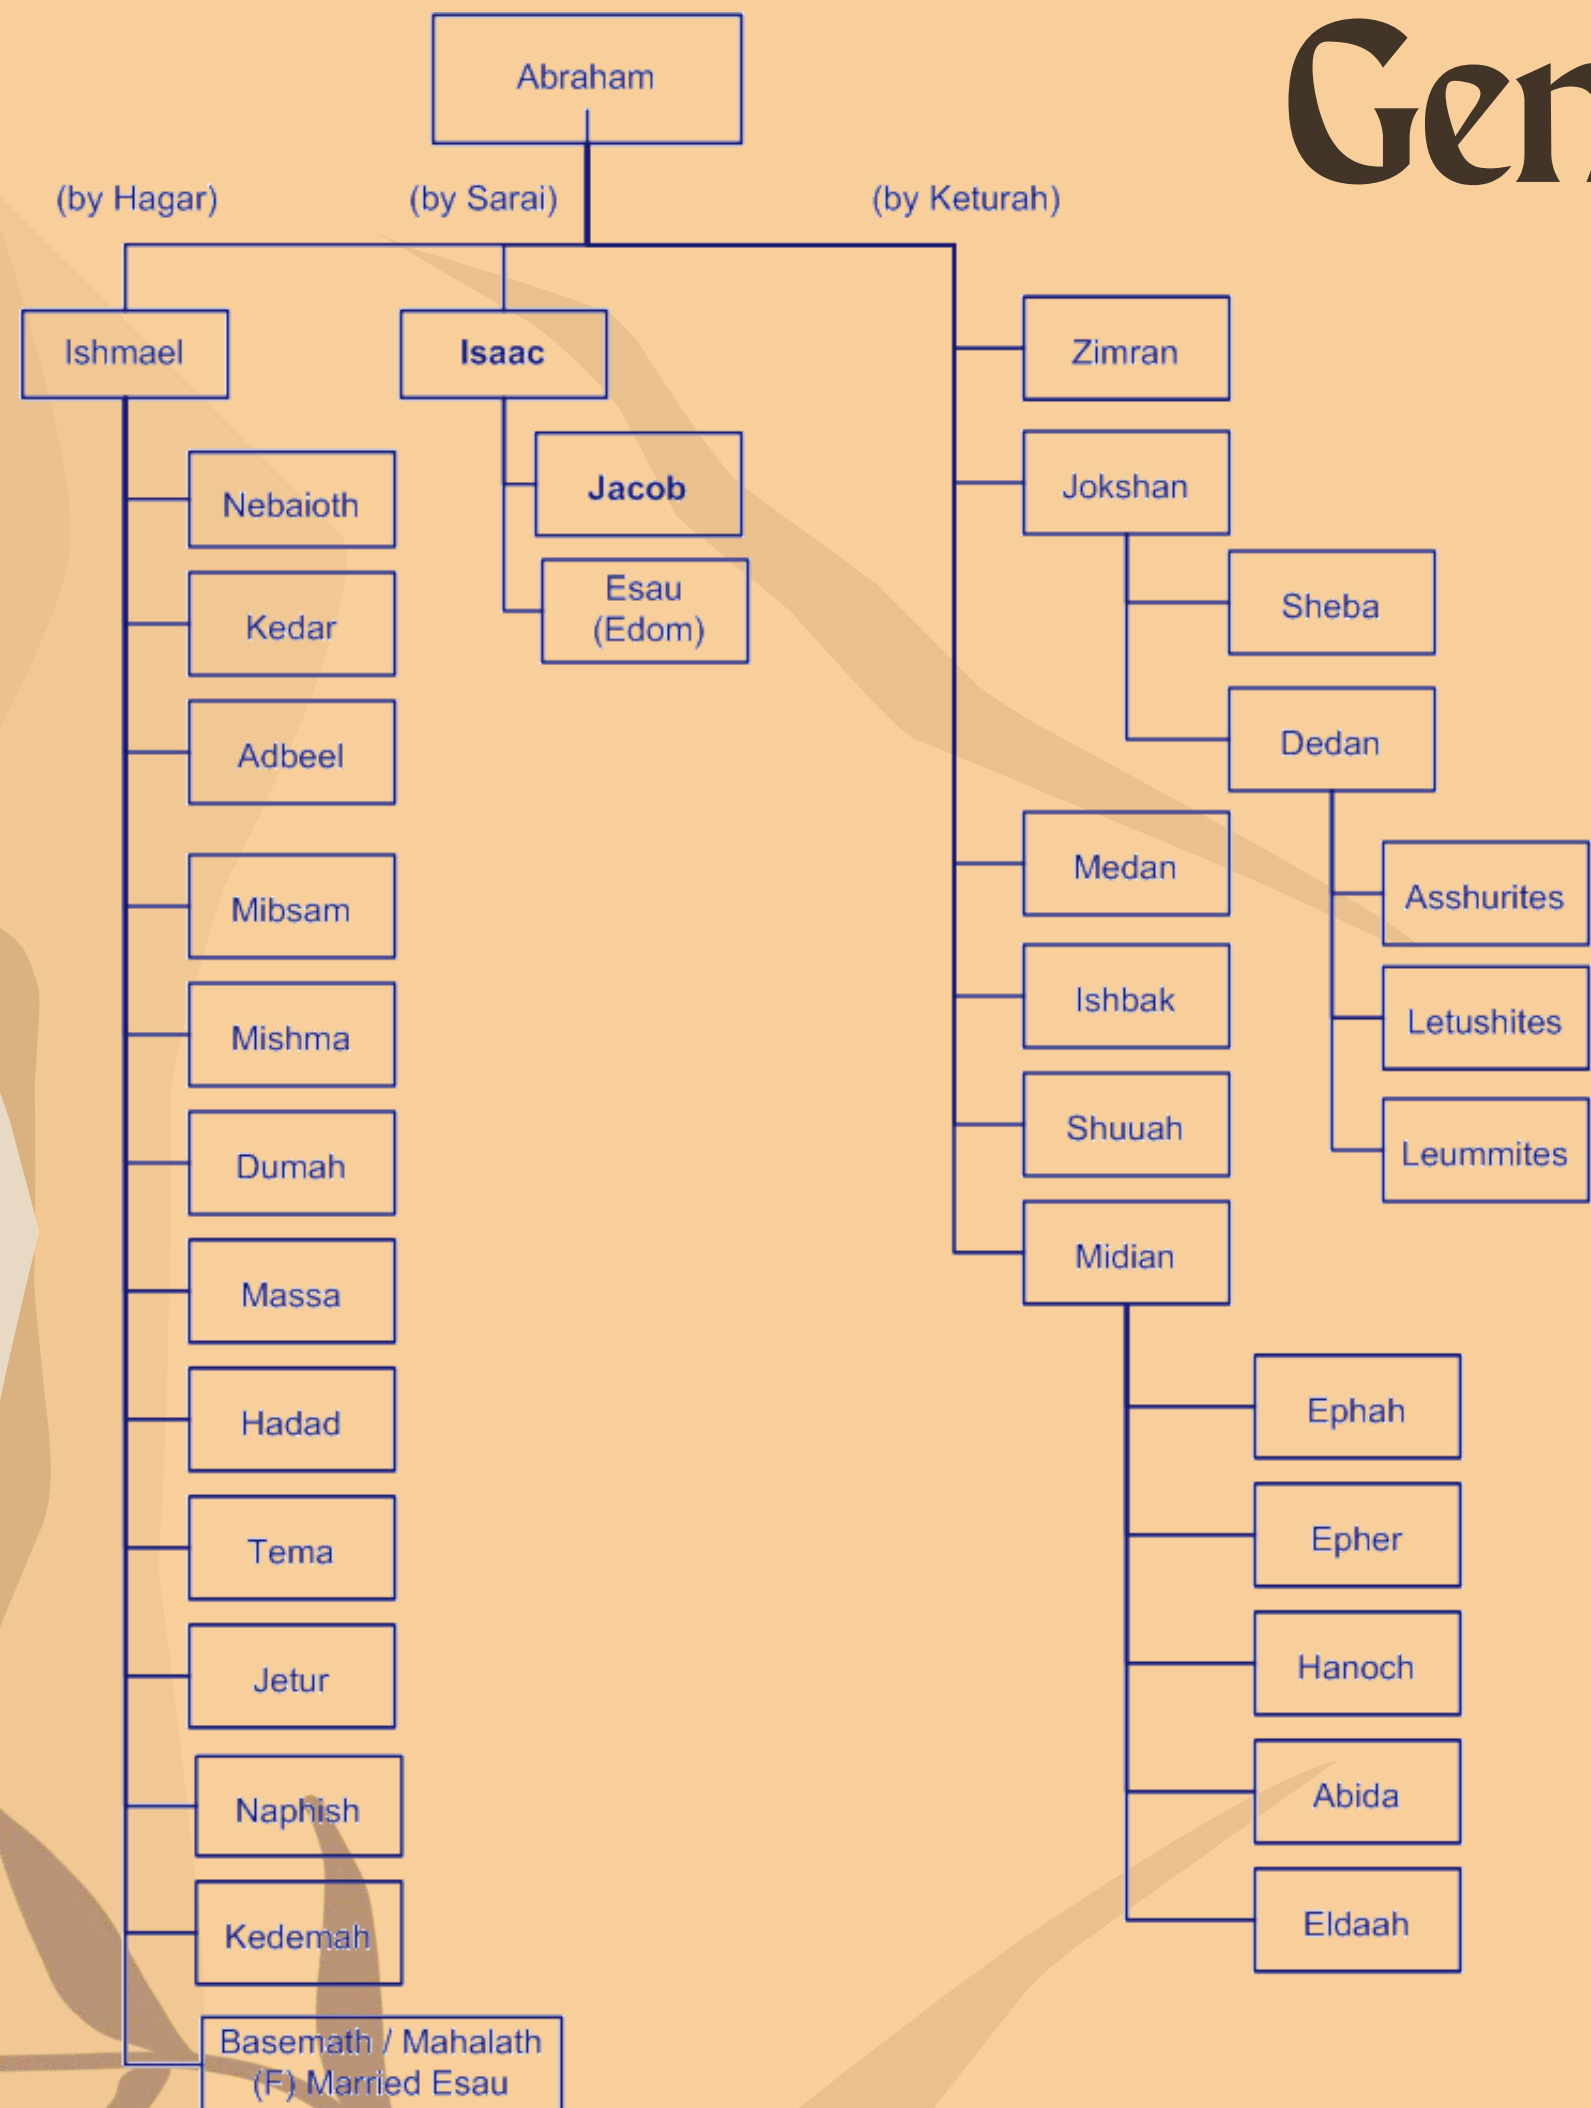 Abraham
Gen
(by Hagar)
(by Sarai)
(by Keturah)
Ishmael
Isaac
Zimran
Jacob
Jokshan
Nebaioth
Esau
(Edom)
Sheba
Kedar
Dedan
Adbeel
Medan
Asshurites
Mibsam
Ishbak
Letushites
Mishma
Shuuah
Leummites
Dumah
Midian
Massa
Ephah
Hadad
Epher
Tema
Hanoch
Jetur
Abida
Naphish
Eldaah
Kedemah
Basemath / Mahalath
(F) Married Esau